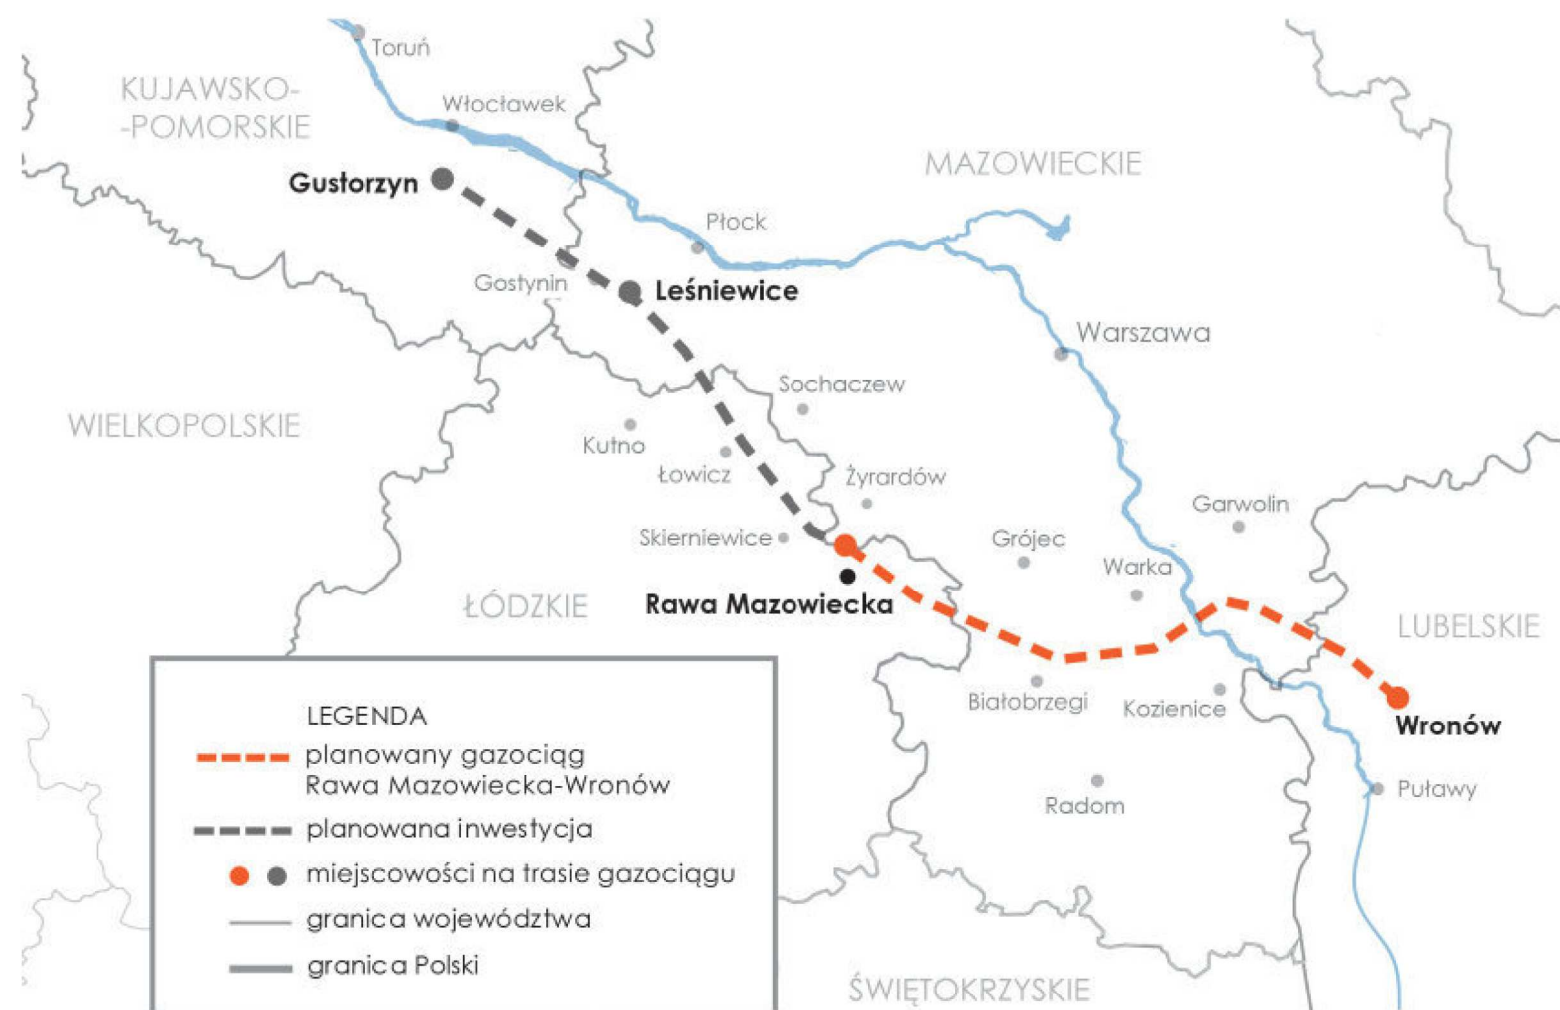 Toruń
KUJAWSKO-
-POMORSKIE
Włocławek
MAZOWIECKIE
Gustorzyn
Płock
Gostynin
Leśniewice
Warszawa
Sochaczew
WIELKOPOLSKIE
Kutno
Łowicz
Żyrardów
Garwolin
Skierniewice
Grójec
Warka
Rawa Mazowiecka
ŁÓDZKIE
LUBELSKIE
Białobrzegi
Kozienice
Wronów
Puławy
Radom
LEGENDA
planowany gazociąg
Rawa Mazowiecka-Wronów
planowana inwestycja
miejscowości na trasie gazociągu
granica województwa
granica Polski
ŚWIĘTOKRZYSKIE